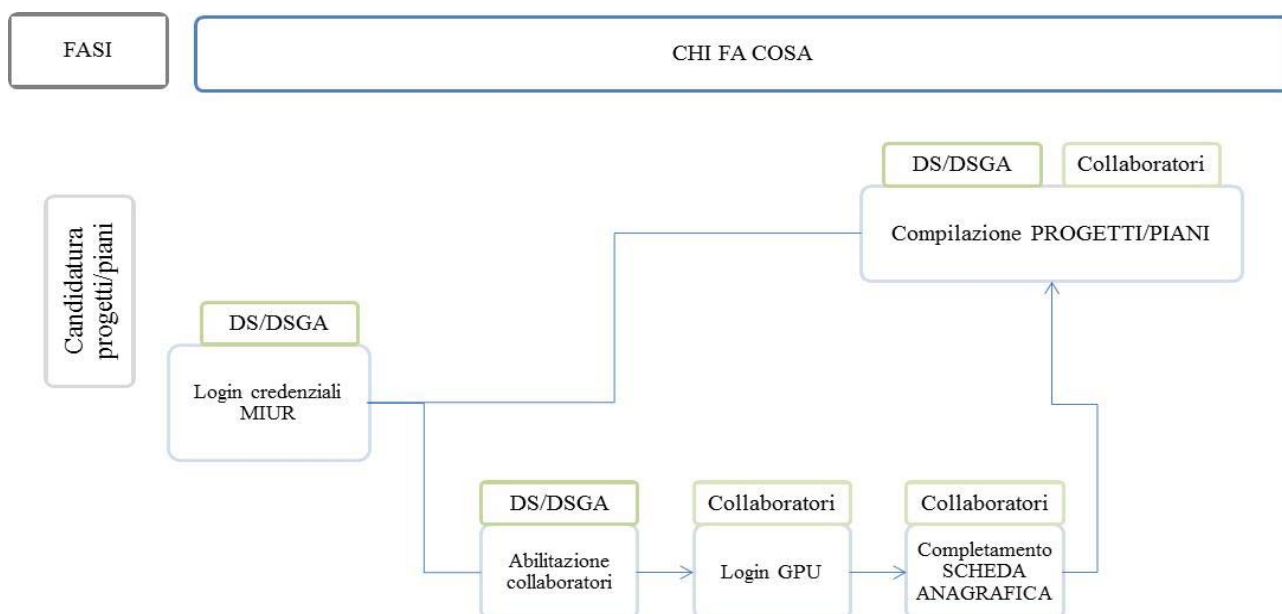 FASI
CHI FA COSA
DS/DSGA
Collaboratori
Compilazione PROGETTI/PIANI
Candidatura
progetti/piani
DS/DSGA
Login credenziali
MIUR
DS/DSGA
Abilitazione
collaboratori
Collaboratori
Login GPU
Collaboratori
Completamento
SCHEDA
ANAGRAFICA